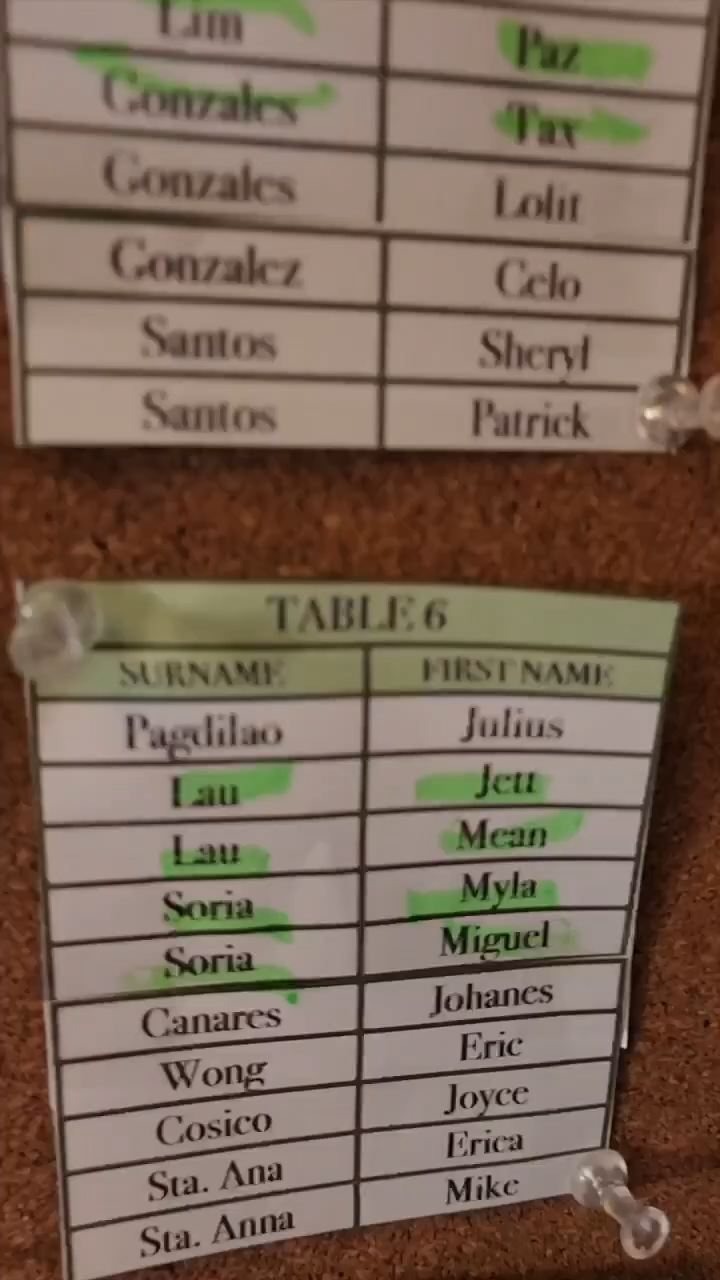 Lim Paz
Gonzales Tax
Gonzales Lolit
Gonzalez Celo
Santos Sheryl
Santos Patrick
TABLE 6
SURNAME FIRST NAME
Pagdilao Julius
Lau Jett
Lau Mean
Soria Myla
Soria Miguel
Canares Johanes
Wong Eric
Cosico Joyce
Sta. Ana Erica
Sta. Anna Mike